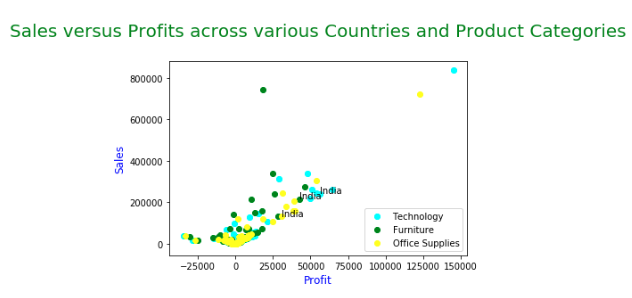 Sales versus Profits across various Countries and Product Categories
Sales
800000
600000
400000
200000
0
India
India
India
Technology
Furniture
Office Supplies
−25000 0 25000 50000 75000 100000 125000 150000
Profit